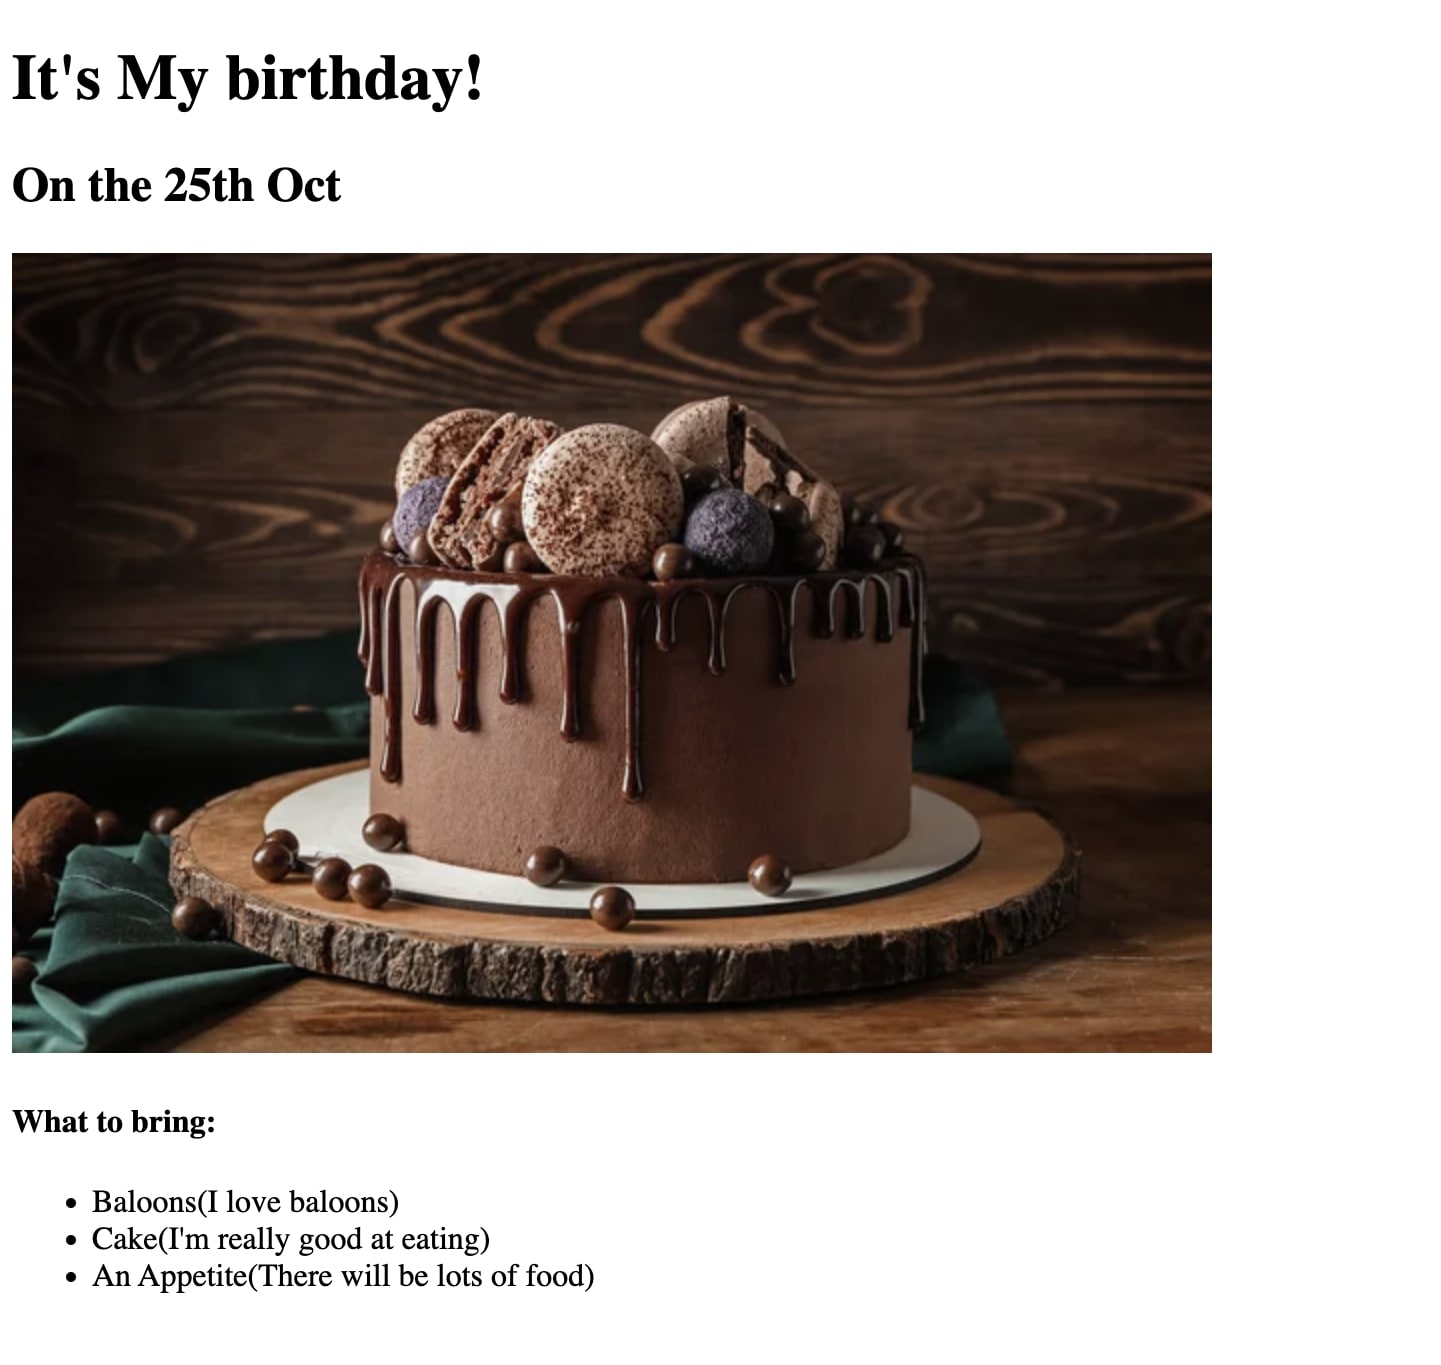 It's My birthday!
On the 25th Oct
What to bring:
Baloons(I love baloons)
Cake(I'm really good at eating)
An Appetite(There will be lots of food)